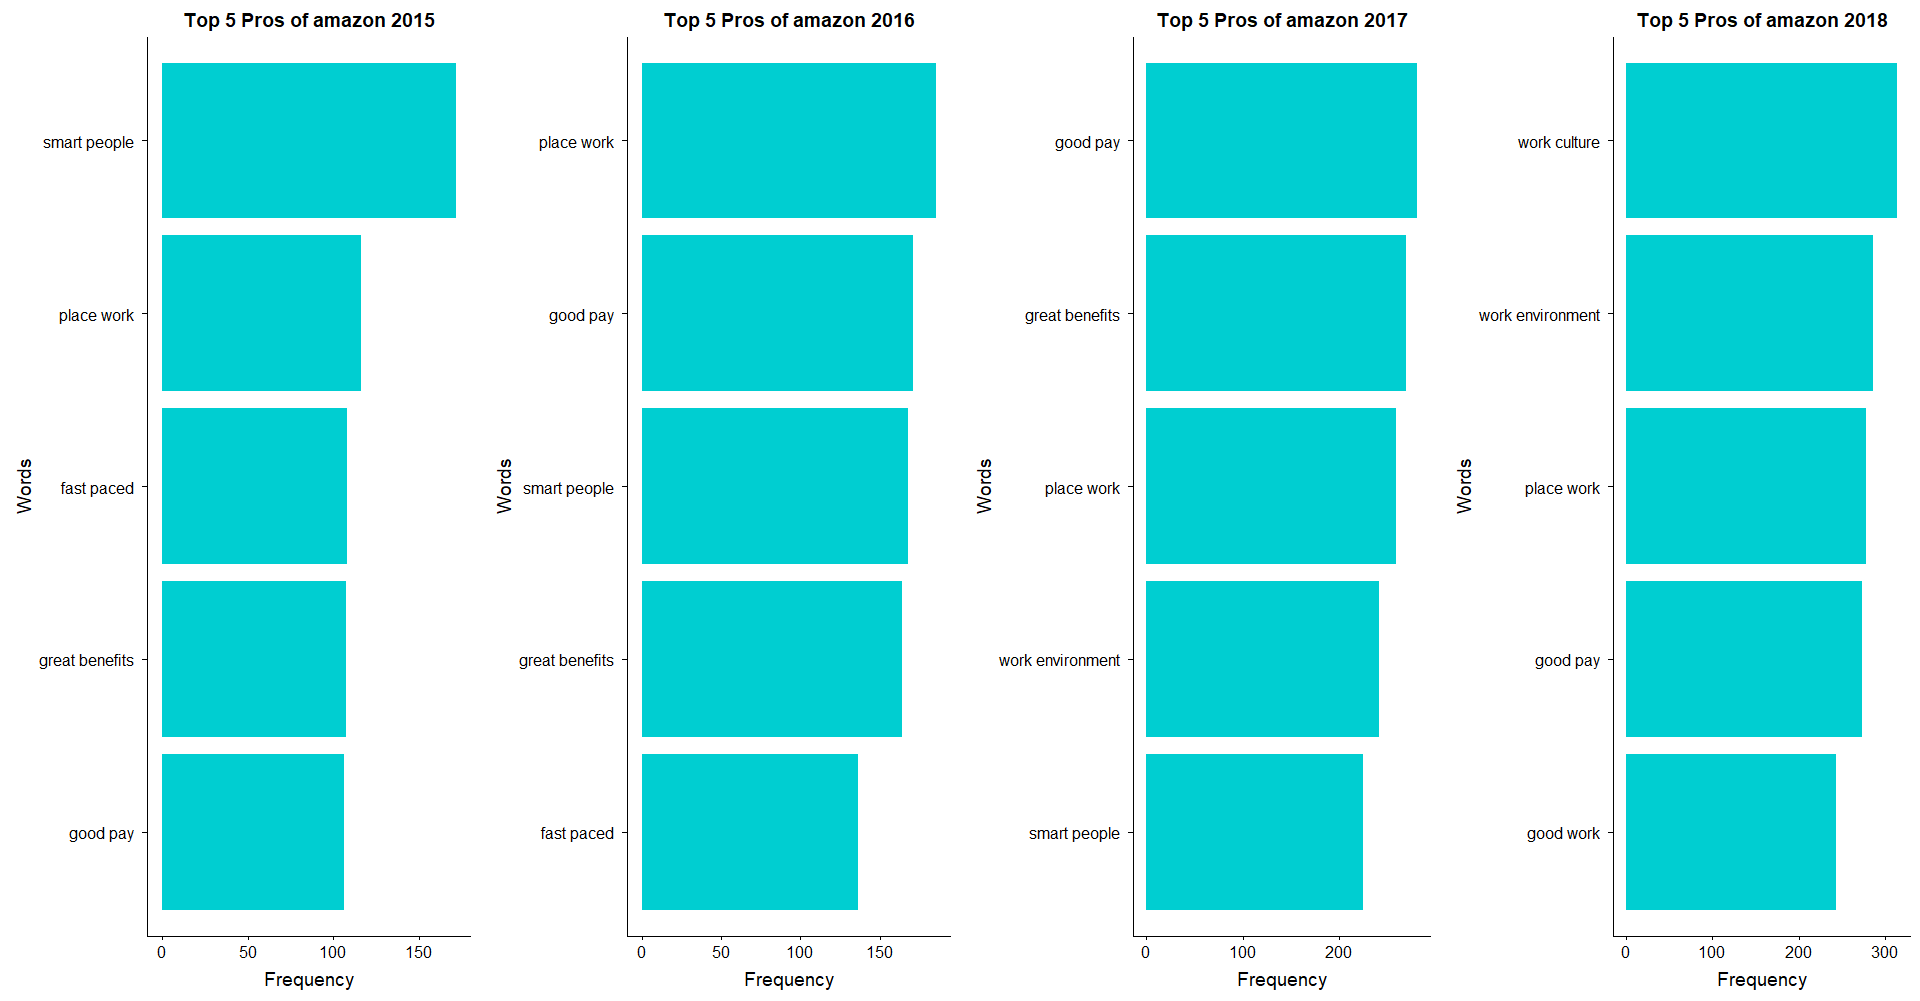 Top 5 Pros of amazon 2015
smart people
place work
fast paced
great benefits
good pay
Words
0 50 100 150
Frequency
Top 5 Pros of amazon 2016
place work
good pay
smart people
great benefits
fast paced
Words
0 50 100 150
Frequency
Top 5 Pros of amazon 2017
good pay
great benefits
place work
work environment
smart people
Words
0 100 200
Frequency
Top 5 Pros of amazon 2018
work culture
work environment
place work
good pay
good work
Words
0 100 200 300
Frequency